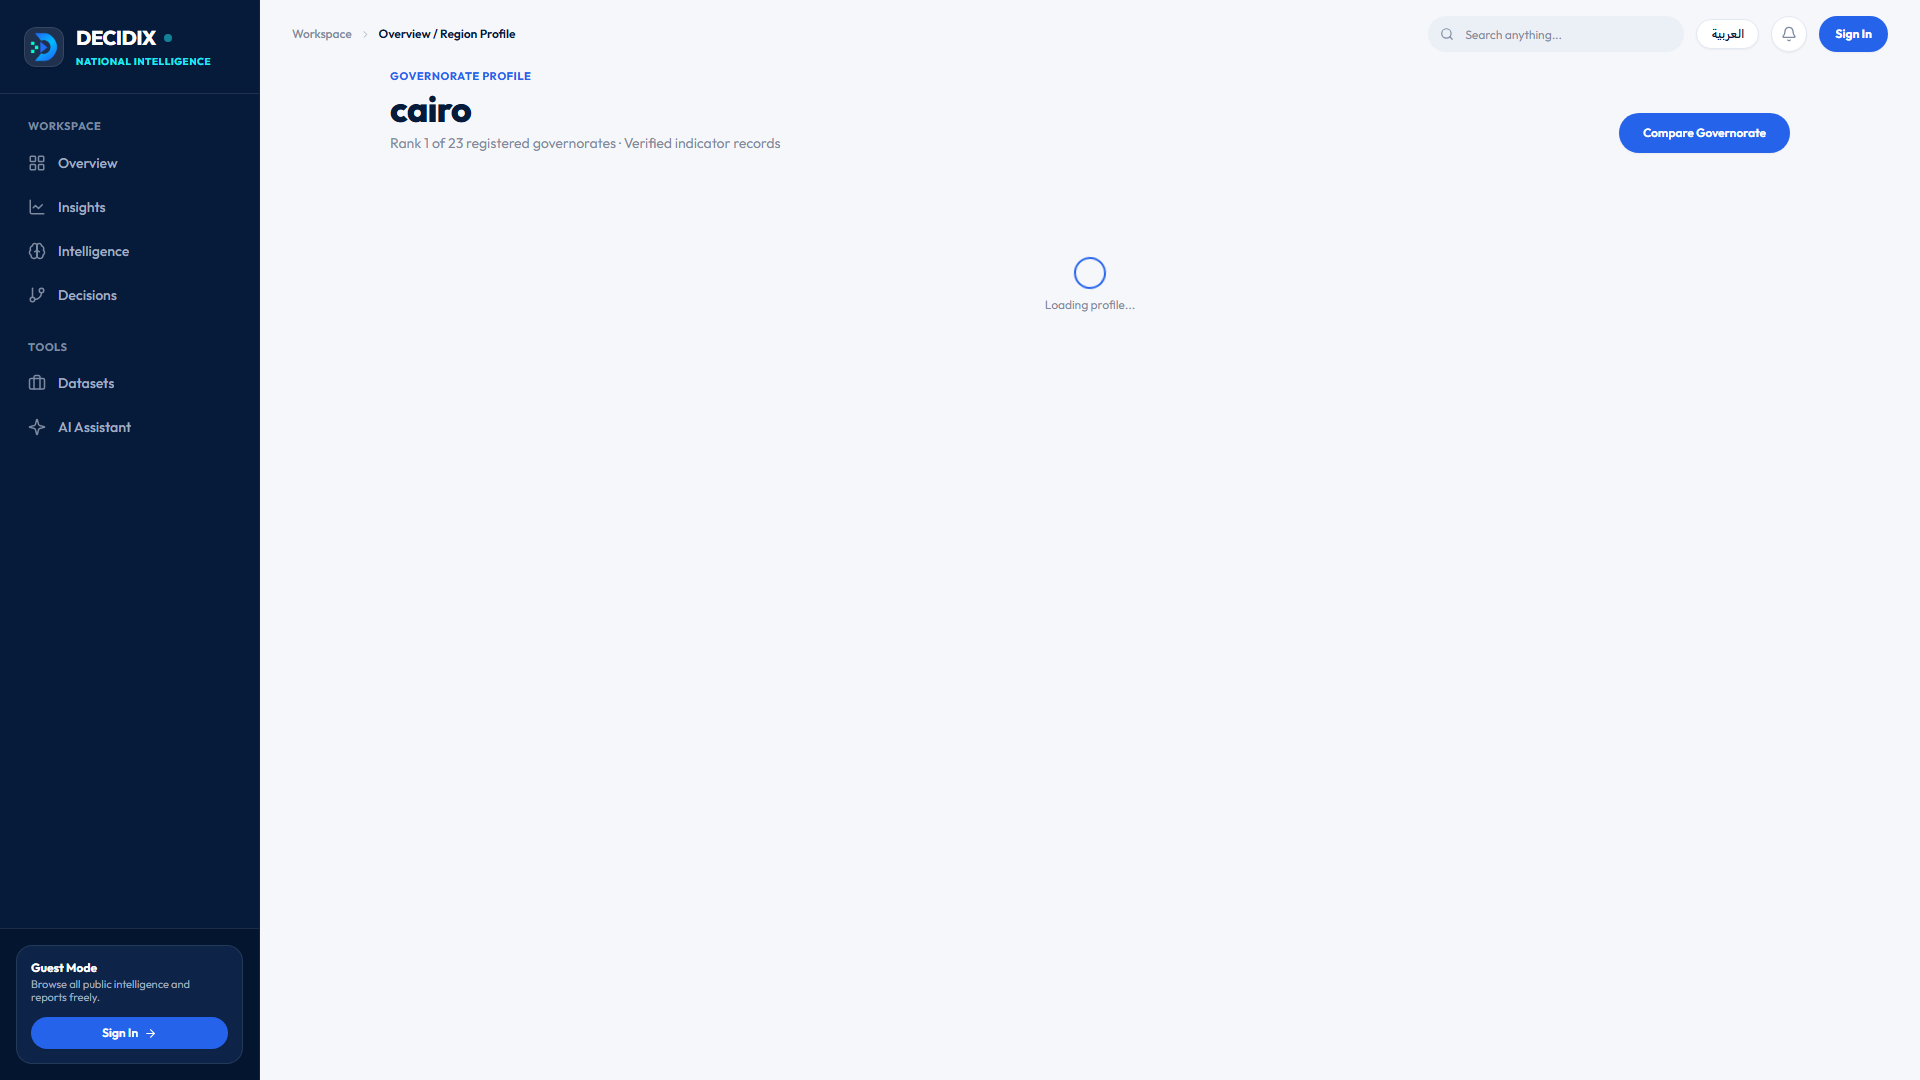 DECIDIX
NATIONAL INTELLIGENCE
WORKSPACE
Overview
Insights
Intelligence
Decisions
TOOLS
Datasets
AI Assistant
Guest Mode
Browse all public intelligence and
reports freely.
Sign In
Workspace
Overview / Region Profile
Search anything...
العربية
Sign In
GOVERNORATE PROFILE
cairo
Rank 1 of 23 registered governorates · Verified indicator records
Compare Governorate
Loading profile...